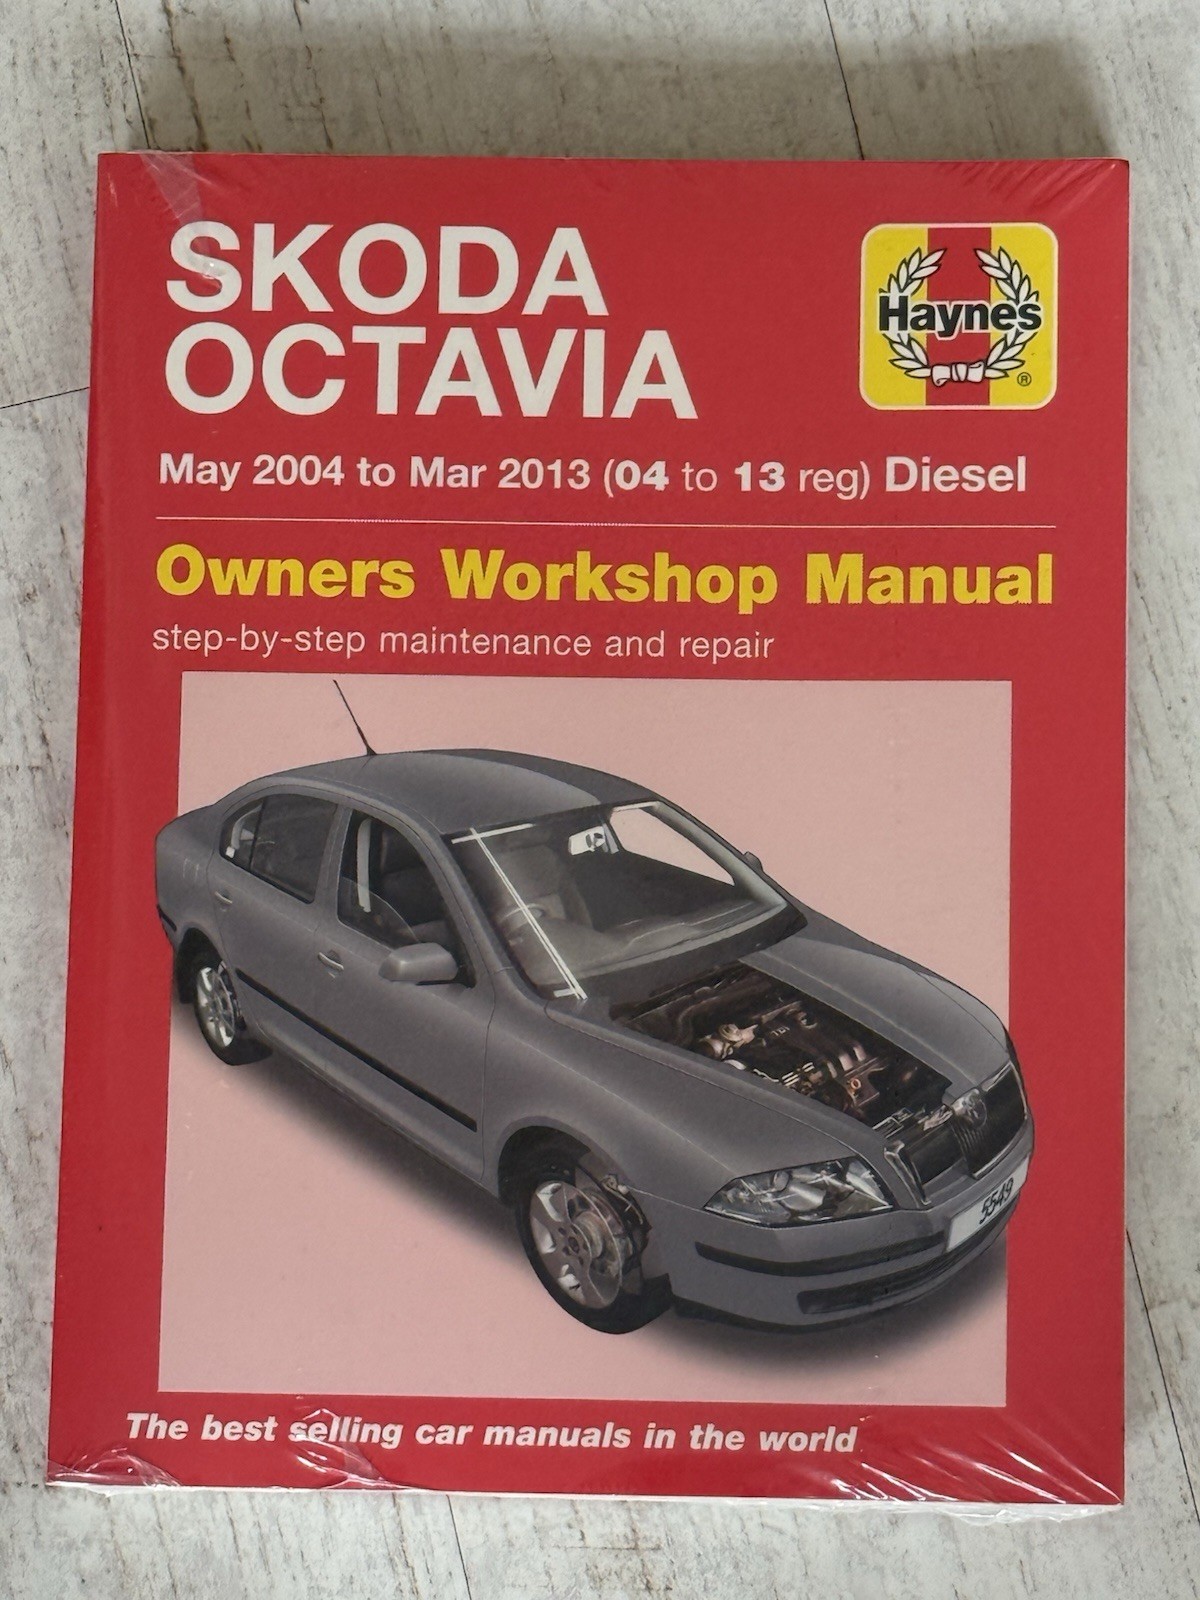 SKODA
OCTAVIA
Haynes
®
May 2004 to Mar 2013 (04 to 13 reg) Diesel
Owners Workshop Manual
step-by-step maintenance and repair
TDI
5549
The best selling car manuals in the world